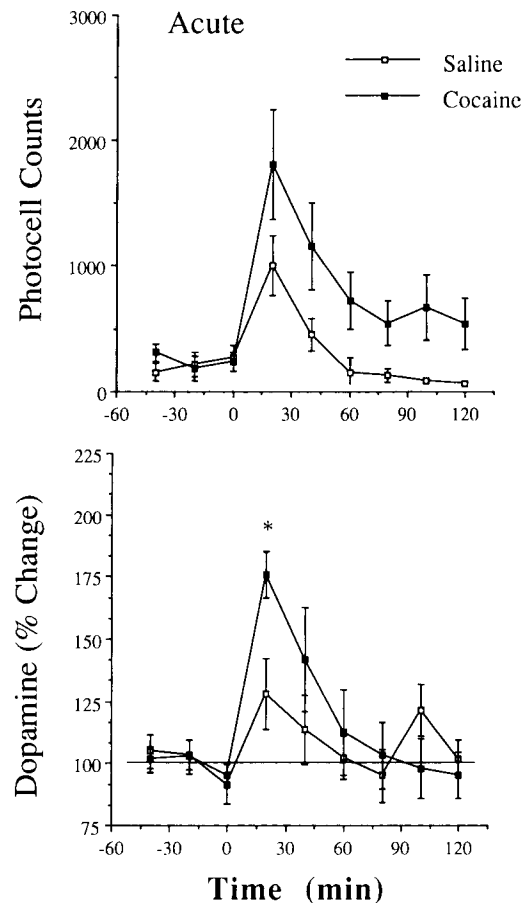 Acute
Saline
Cocaine
Photocell Counts
3000
2000
1000
0
-60 -30 0 30 60 90 120
Dopamine (% Change)
225
200
175
150
125
100
75
*
-60 -30 0 30 60 90 120
Time (min)